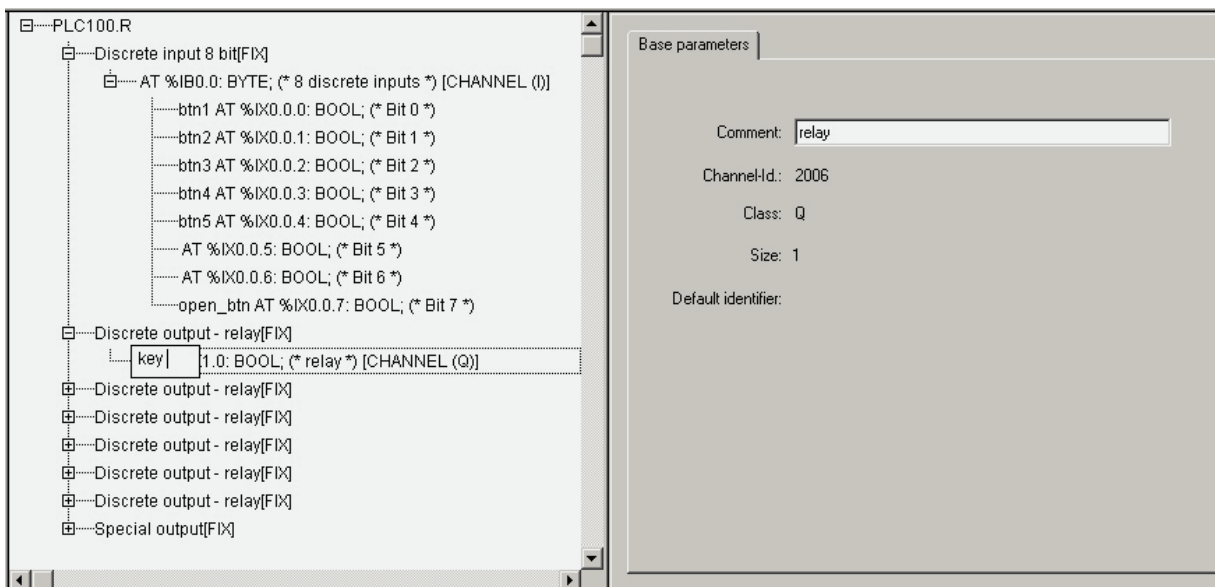 PLC100.R
Discrete input 8 bit[FIX]
AT %IB0.0: BYTE; (* 8 discrete inputs *) [CHANNEL (I)]
btn1 AT %IX0.0.0: BOOL; (* Bit 0 *)
btn2 AT %IX0.0.1: BOOL; (* Bit 1 *)
btn3 AT %IX0.0.2: BOOL; (* Bit 2 *)
btn4 AT %IX0.0.3: BOOL; (* Bit 3 *)
btn5 AT %IX0.0.4: BOOL; (* Bit 4 *)
AT %IX0.0.5: BOOL; (* Bit 5 *)
AT %IX0.0.6: BOOL; (* Bit 6 *)
open_btn AT %IX0.0.7: BOOL; (* Bit 7 *)
Discrete output - relay[FIX]
key 1.0: BOOL; (* relay *) [CHANNEL (Q)]
Discrete output - relay[FIX]
Discrete output - relay[FIX]
Discrete output - relay[FIX]
Discrete output - relay[FIX]
Discrete output - relay[FIX]
Special output[FIX]
Base parameters
Comment: relay
Channel-Id.: 2006
Class: Q
Size: 1
Default identifier: